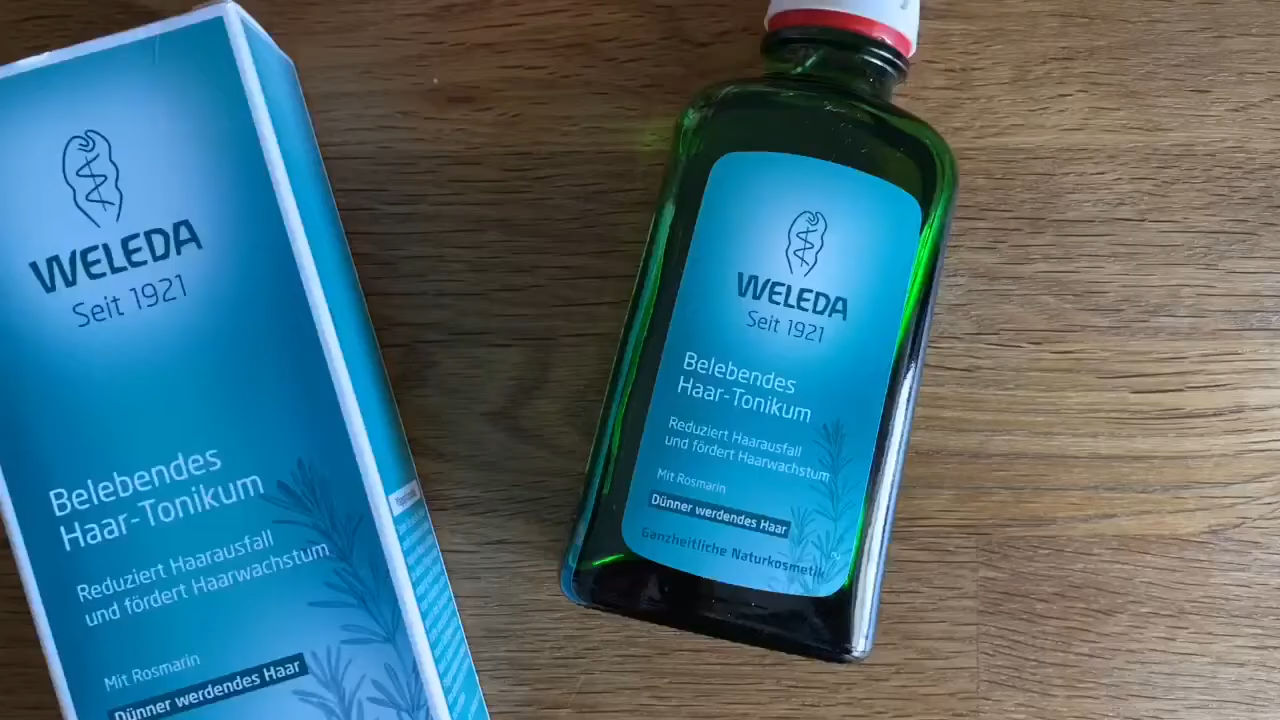 WELEDA
Seit 1921
Belebendes
Haar-Tonikum
Reduziert Haarausfall
und fördert Haarwachstum
Mit Rosmarin
Dünner werdendes Haar
WELEDA
Seit 1921
Belebendes
Haar-Tonikum
Reduziert Haarausfall
und fördert Haarwachstum
Mit Rosmarin
Dünner werdendes Haar
Ganzheitliche Naturkosmetik